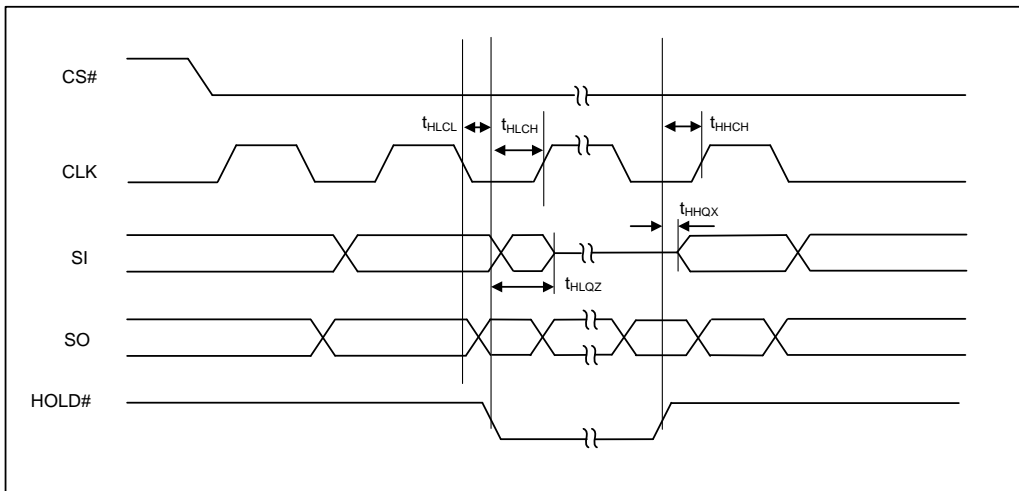 CS#
tHLCL
tHLCH
tHHCH
CLK
tHHQX
SI
tHLQZ
SO
HOLD#